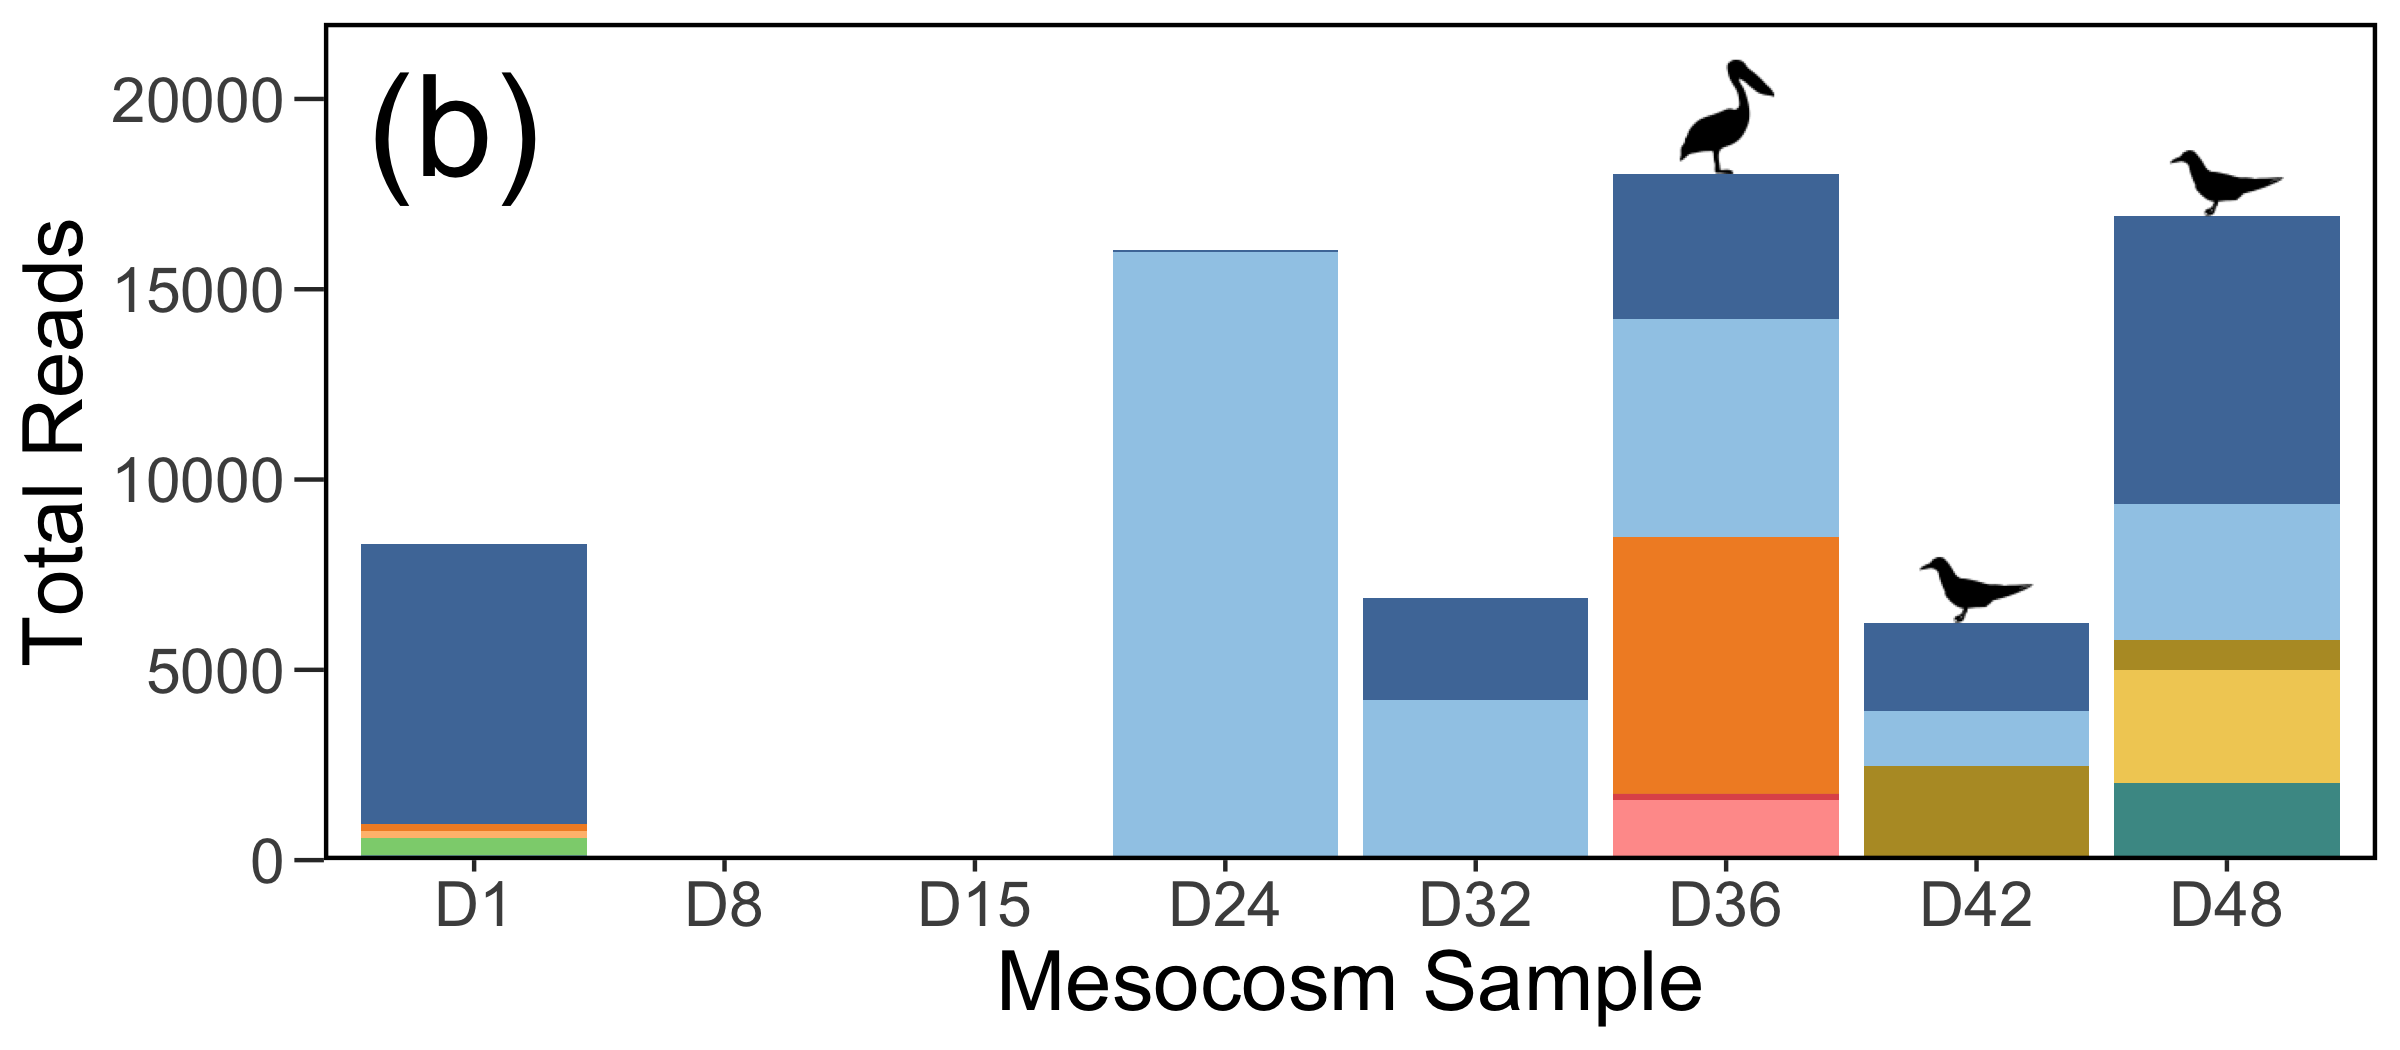 (b)
Total Reads
20000
15000
10000
5000
0
D1 D8 D15 D24 D32 D36 D42 D48
Mesocosm Sample